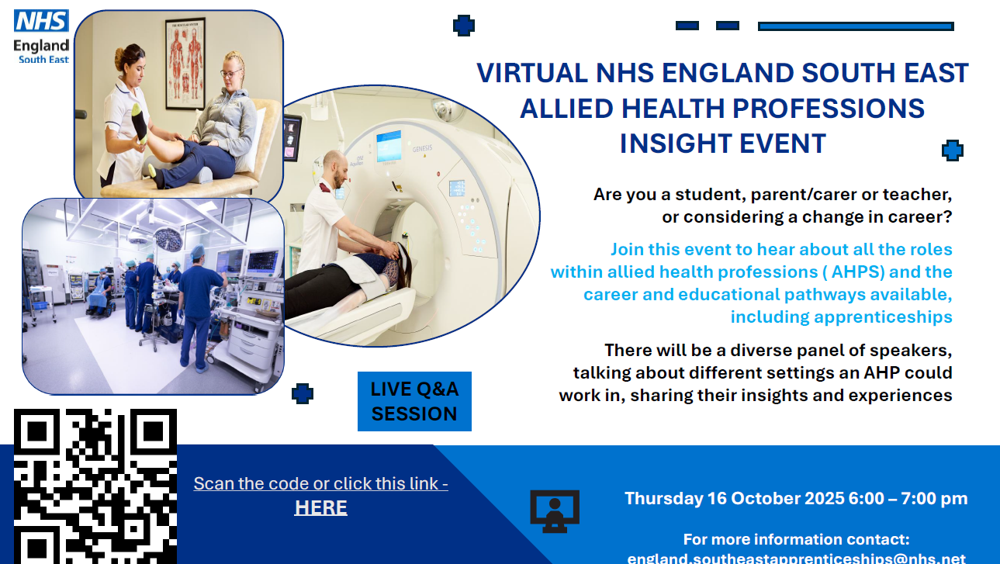 NHS
England
South East
VIRTUAL NHS ENGLAND SOUTH EAST
ALLIED HEALTH PROFESSIONS
INSIGHT EVENT
GENESIS
Are you a student, parent/carer or teacher,
or considering a change in career?
Join this event to hear about all the roles
within allied health professions ( AHPS) and the
career and educational pathways available,
including apprenticeships
There will be a diverse panel of speakers,
talking about different settings an AHP could
work in, sharing their insights and experiences
LIVE Q&A
SESSION
Scan the code or click this link -
HERE
Thursday 16 October 2025 6:00 – 7:00 pm
For more information contact:
england.southeastapprenticeships@nhs.net